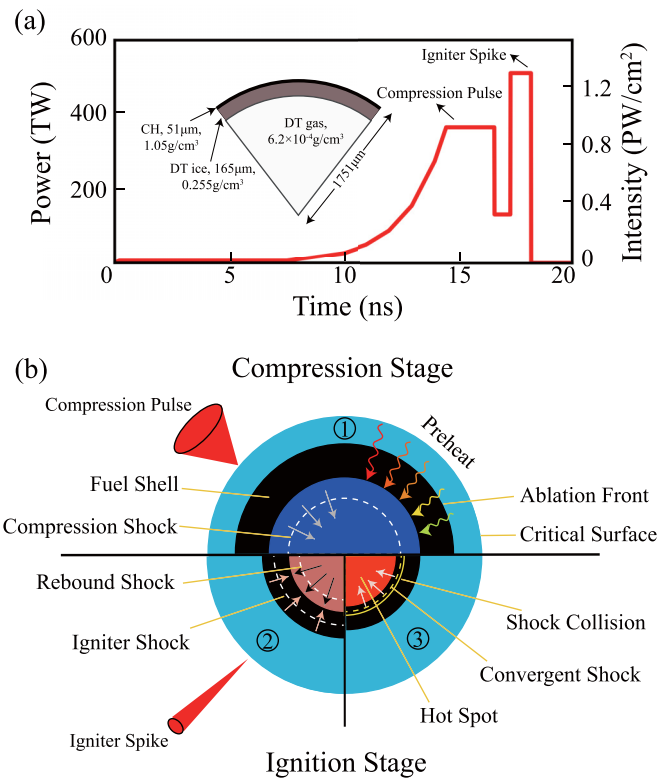 (a)
600
400
200
Power (TW)
Igniter Spike
Compression Pulse
CH, 51μm,
1.05g/cm³
DT ice, 165μm,
0.255g/cm³
DT gas,
6.2×10⁻⁴g/cm³
1751μm
1.2
0.8
0.4
0
Intensity (PW/cm²)
0
5
10
15
20
Time (ns)
(b)
Compression Stage
Compression Pulse
①
Preheat
Fuel Shell
Ablation Front
Compression Shock
Critical Surface
Rebound Shock
Shock Collision
Igniter Shock
②
③
Convergent Shock
Hot Spot
Igniter Spike
Ignition Stage